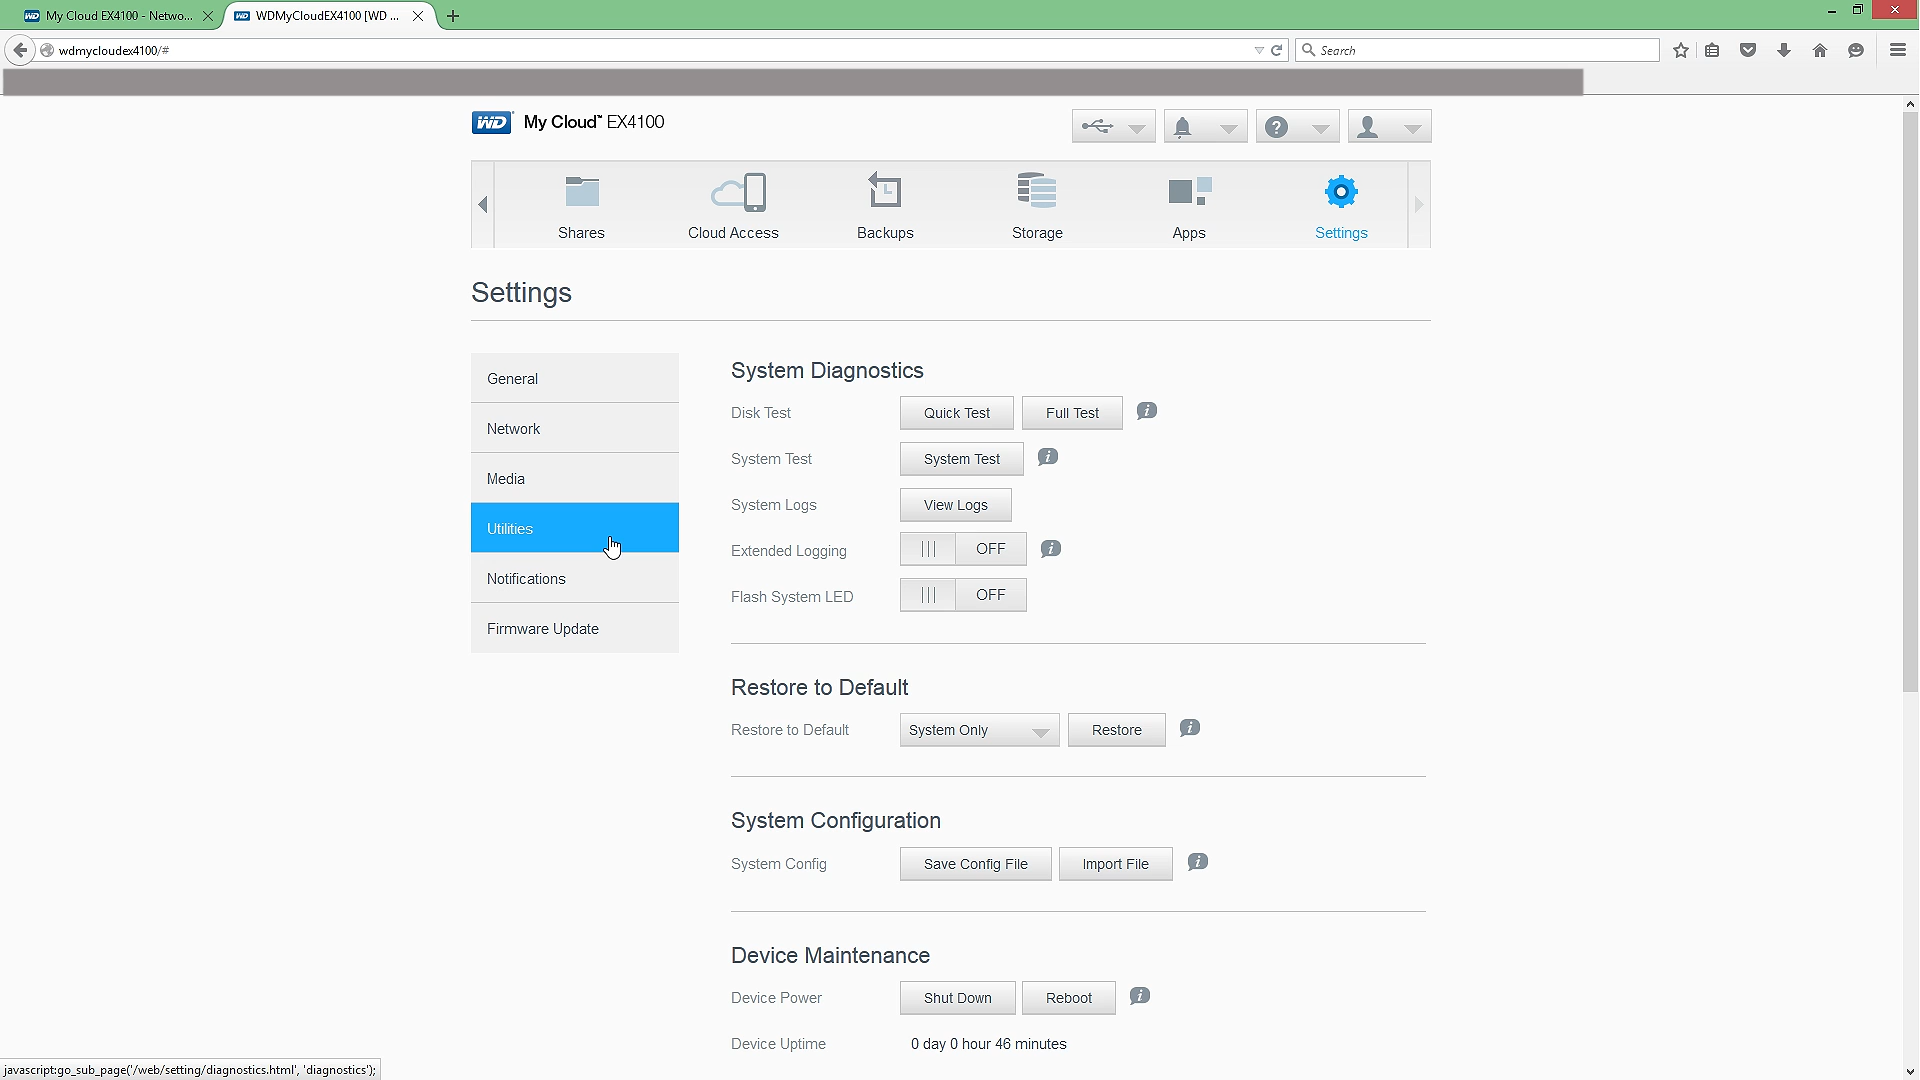 My Cloud EX4100 - Netwo...
WDMyCloudEX4100 [WD ...
wdmycloudex4100/#
Search
WD My Cloud™ EX4100
Shares
Cloud Access
Backups
Storage
Apps
Settings
Settings
General
Network
Media
Utilities
Notifications
Firmware Update
System Diagnostics
Disk Test
Quick Test
Full Test
System Test
System Test
System Logs
View Logs
Extended Logging
OFF
Flash System LED
OFF
Restore to Default
Restore to Default
System Only
Restore
System Configuration
System Config
Save Config File
Import File
Device Maintenance
Device Power
Shut Down
Reboot
Device Uptime
0 day 0 hour 46 minutes
javascript:go_sub_page('/web/setting/diagnostics.html', 'diagnostics');